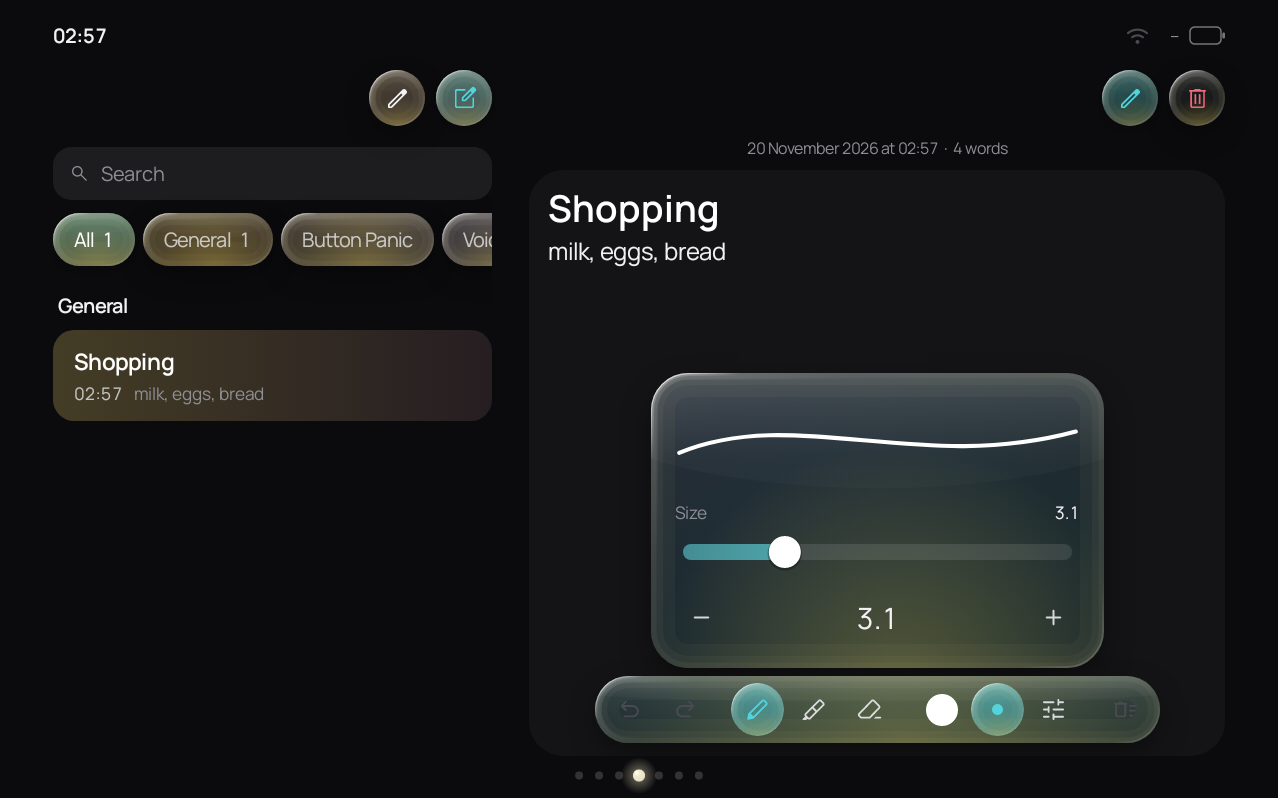 02:57
–
Search
All 1
General 1
Button Panic
General
Shopping
02:57 milk, eggs, bread
20 November 2026 at 02:57 · 4 words
Shopping
milk, eggs, bread
Size 3.1
− 3.1 +